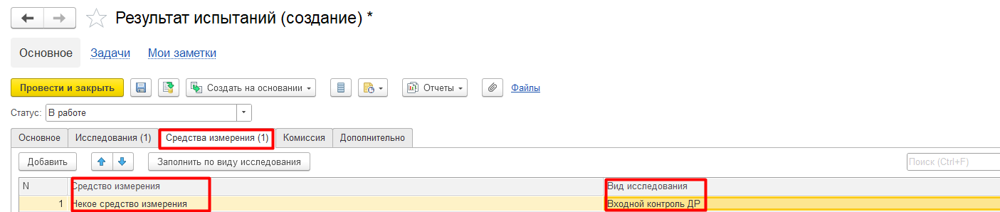 Результат испытаний (создание) *
Основное Задачи Мои заметки
Провести и закрыть Создать на основании Отчеты Файлы
Статус: В работе
Основное Исследования (1) Средства измерения (1) Комиссия Дополнительно
Добавить Заполнить по виду исследования Поиск (Ctrl+F)
N Средство измерения Вид исследования
1 Некое средство измерения Входной контроль ДР